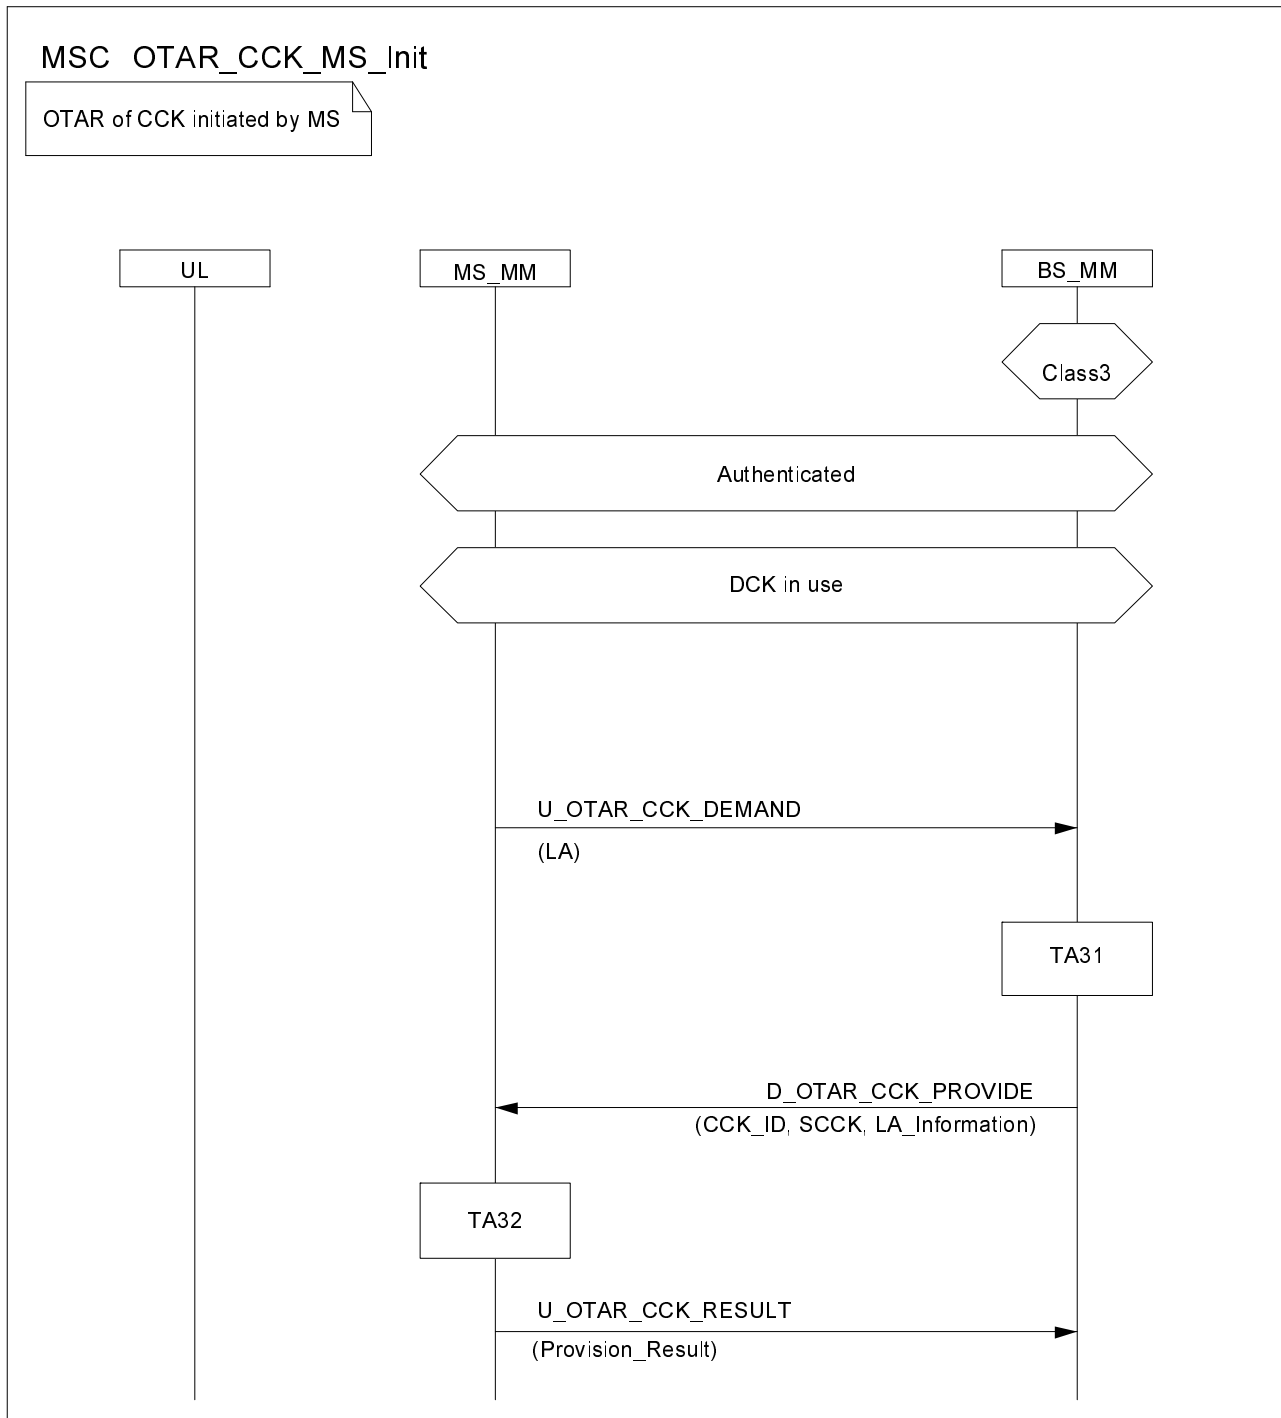 MSC OTAR_CCK_MS_Init
OTAR of CCK initiated by MS
UL
MS_MM
BS_MM
Class3
Authenticated
DCK in use
U_OTAR_CCK_DEMAND
(LA)
TA31
D_OTAR_CCK_PROVIDE
(CCK_ID, SCCK, LA_Information)
TA32
U_OTAR_CCK_RESULT
(Provision_Result)